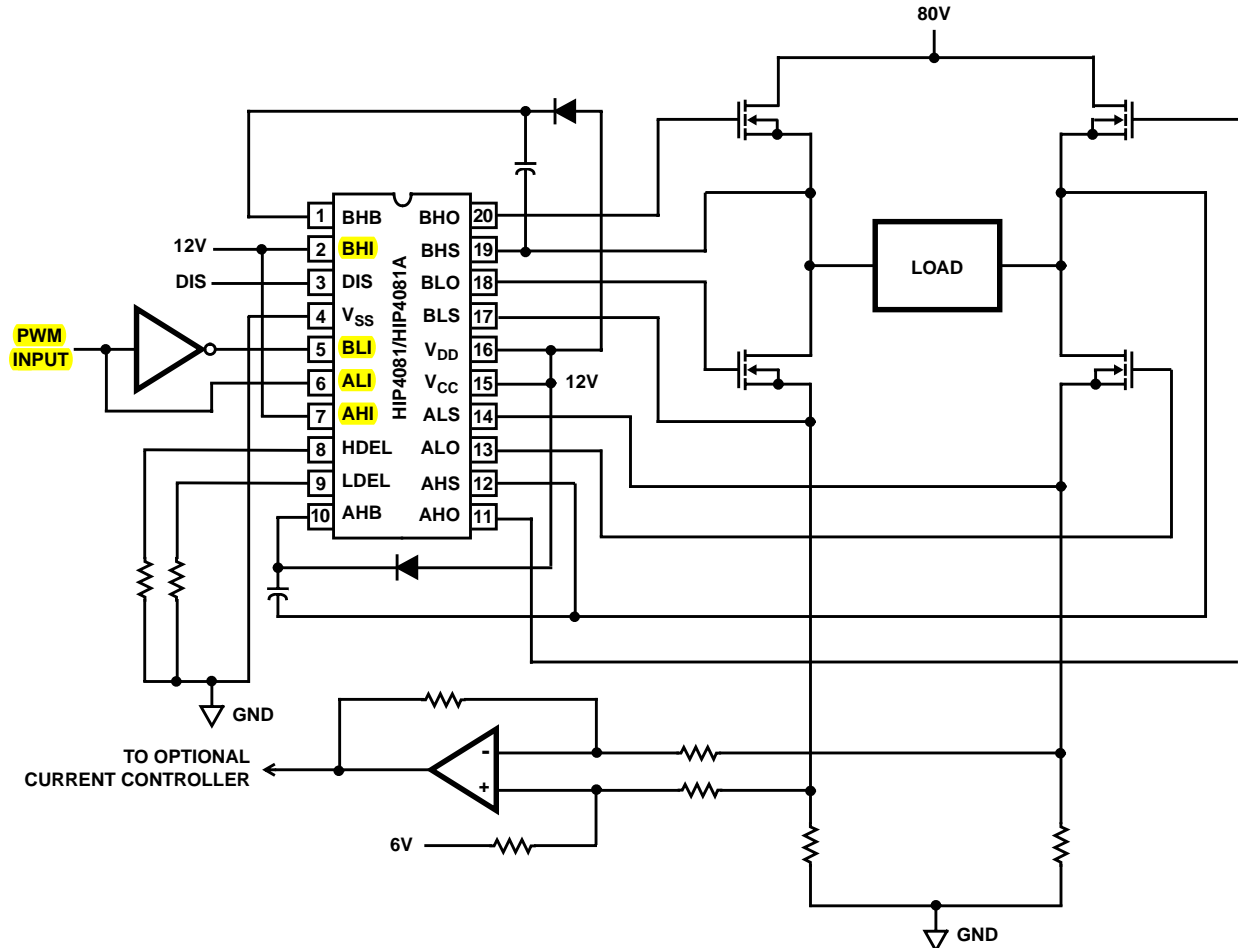 80V
1 BHB BHO 20
12V 2 BHI BHS 19
DIS 3 DIS BLO 18
4 VSS BLS 17
PWM
INPUT
5 BLI VDD 16
6 ALI VCC 15 12V
7 AHI ALS 14
8 HDEL ALO 13
9 LDEL AHS 12
10 AHB AHO 11
HIP4081/HIP4081A
LOAD
GND
TO OPTIONAL
CURRENT CONTROLLER
-
+
6V
GND